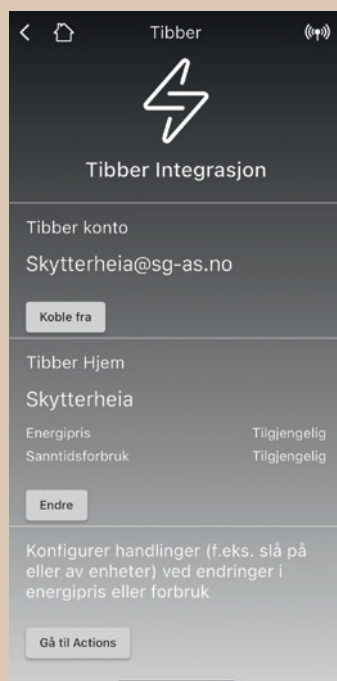 Tibber
Tibber Integrasjon
Tibber konto
Skytterheia@sg-as.no
Koble fra
Tibber Hjem
Skytterheia
Energipris Tilgjengelig
Sanntidsforbruk Tilgjengelig
Endre
Konfigurer handlinger (f.eks. slå på
eller av enheter) ved endringer i
energipris eller forbruk
Gå til Actions